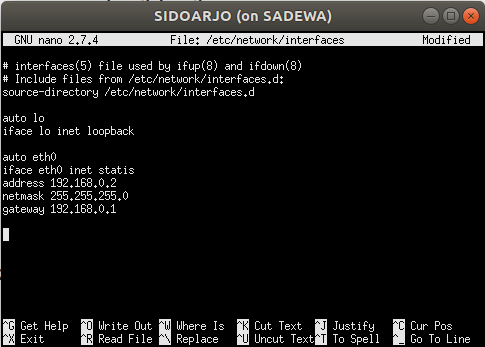 SIDOARJO (on SADEWA)
GNU nano 2.7.4 File: /etc/network/interfaces Modified
# interfaces(5) file used by ifup(8) and ifdown(8)
# Include files from /etc/network/interfaces.d:
source-directory /etc/network/interfaces.d
auto lo
iface lo inet loopback
auto eth0
iface eth0 inet statis
address 192.168.0.2
netmask 255.255.255.0
gateway 192.168.0.1
^G Get Help ^O Write Out ^W Where Is ^K Cut Text ^J Justify ^C Cur Pos
^X Exit ^R Read File ^\ Replace ^U Uncut Text ^T To Spell ^_ Go To Line